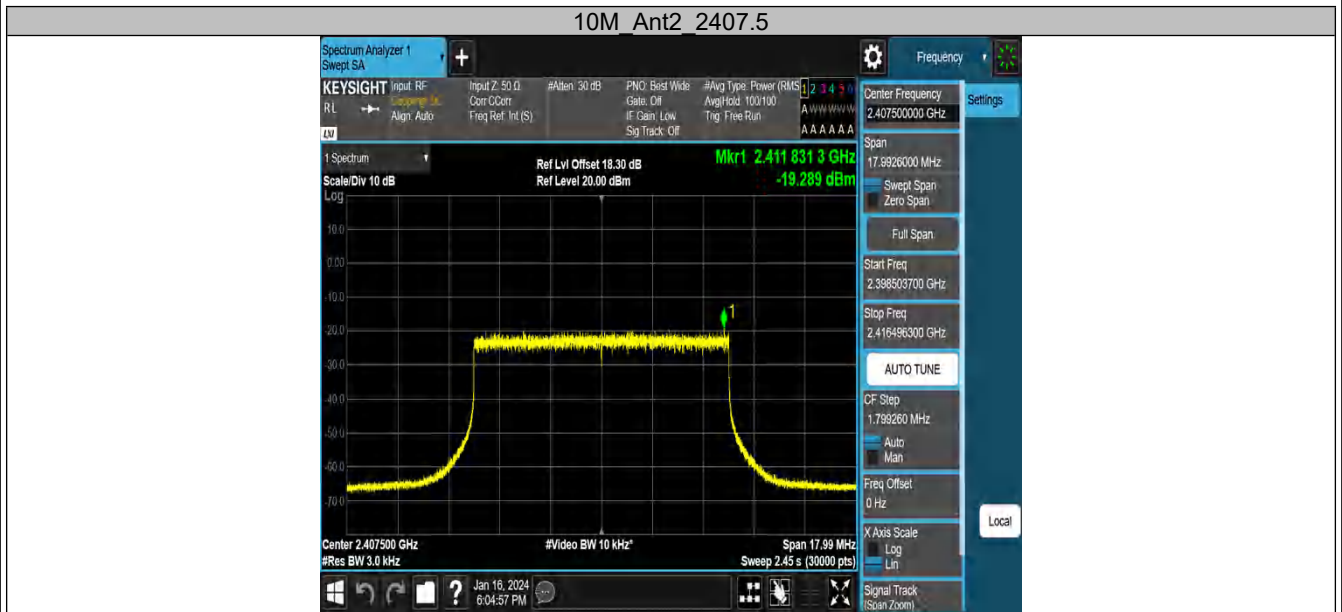 10M_Ant2_2407.5
Spectrum Analyzer 1
Swept SA
+
Frequency
KEYSIGHT
Input: RF
Input Z: 50 Ω
#Atten: 30 dB
PNO: Best Wide
#Avg Type: Power (RMS
1 2 3 4 5 6
RL
Coupling: DC
Corr CCorr
Gate: Off
Avg|Hold: 100/100
A W W W W W
Align: Auto
Freq Ref: Int (S)
IF Gain: Low
Trig: Free Run
Sig Track: Off
A A A A A A
LXI
Center Frequency
2.407500000 GHz
Settings
1 Spectrum
Ref Lvl Offset 18.30 dB
Mkr1 2.411 831 3 GHz
Scale/Div 10 dB
Ref Level 20.00 dBm
-19.289 dBm
Span
17.9926000 MHz
Swept Span
Zero Span
Log
10.0
0.00
-10.0
-20.0
-30.0
-40.0
-50.0
-60.0
-70.0
1
Full Span
Start Freq
2.398503700 GHz
Stop Freq
2.416496300 GHz
AUTO TUNE
CF Step
1.799260 MHz
Auto
Man
Freq Offset
0 Hz
Local
X Axis Scale
Log
Lin
Center 2.407500 GHz
#Video BW 10 kHz*
Span 17.99 MHz
#Res BW 3.0 kHz
Sweep 2.45 s (30000 pts)
?
Jan 16, 2024
6:04:57 PM
Signal Track
(Span Zoom)